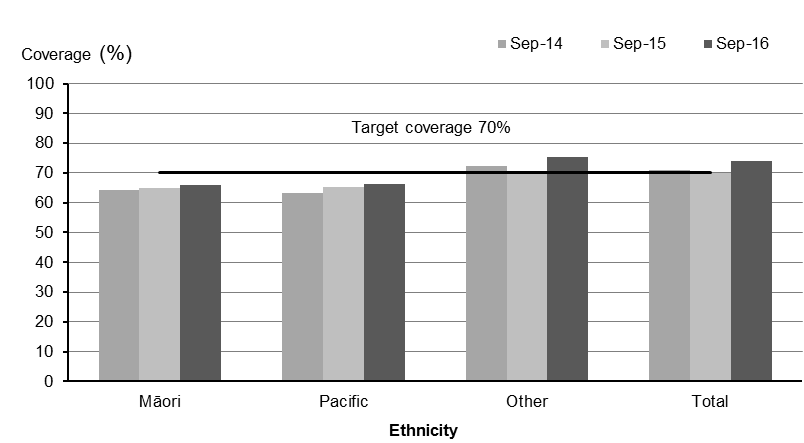 Sep-14 Sep-15 Sep-16
Coverage (%)
100
90
Target coverage 70%
80
70
60
50
40
30
20
10
0
Māori Pacific Other Total
Ethnicity